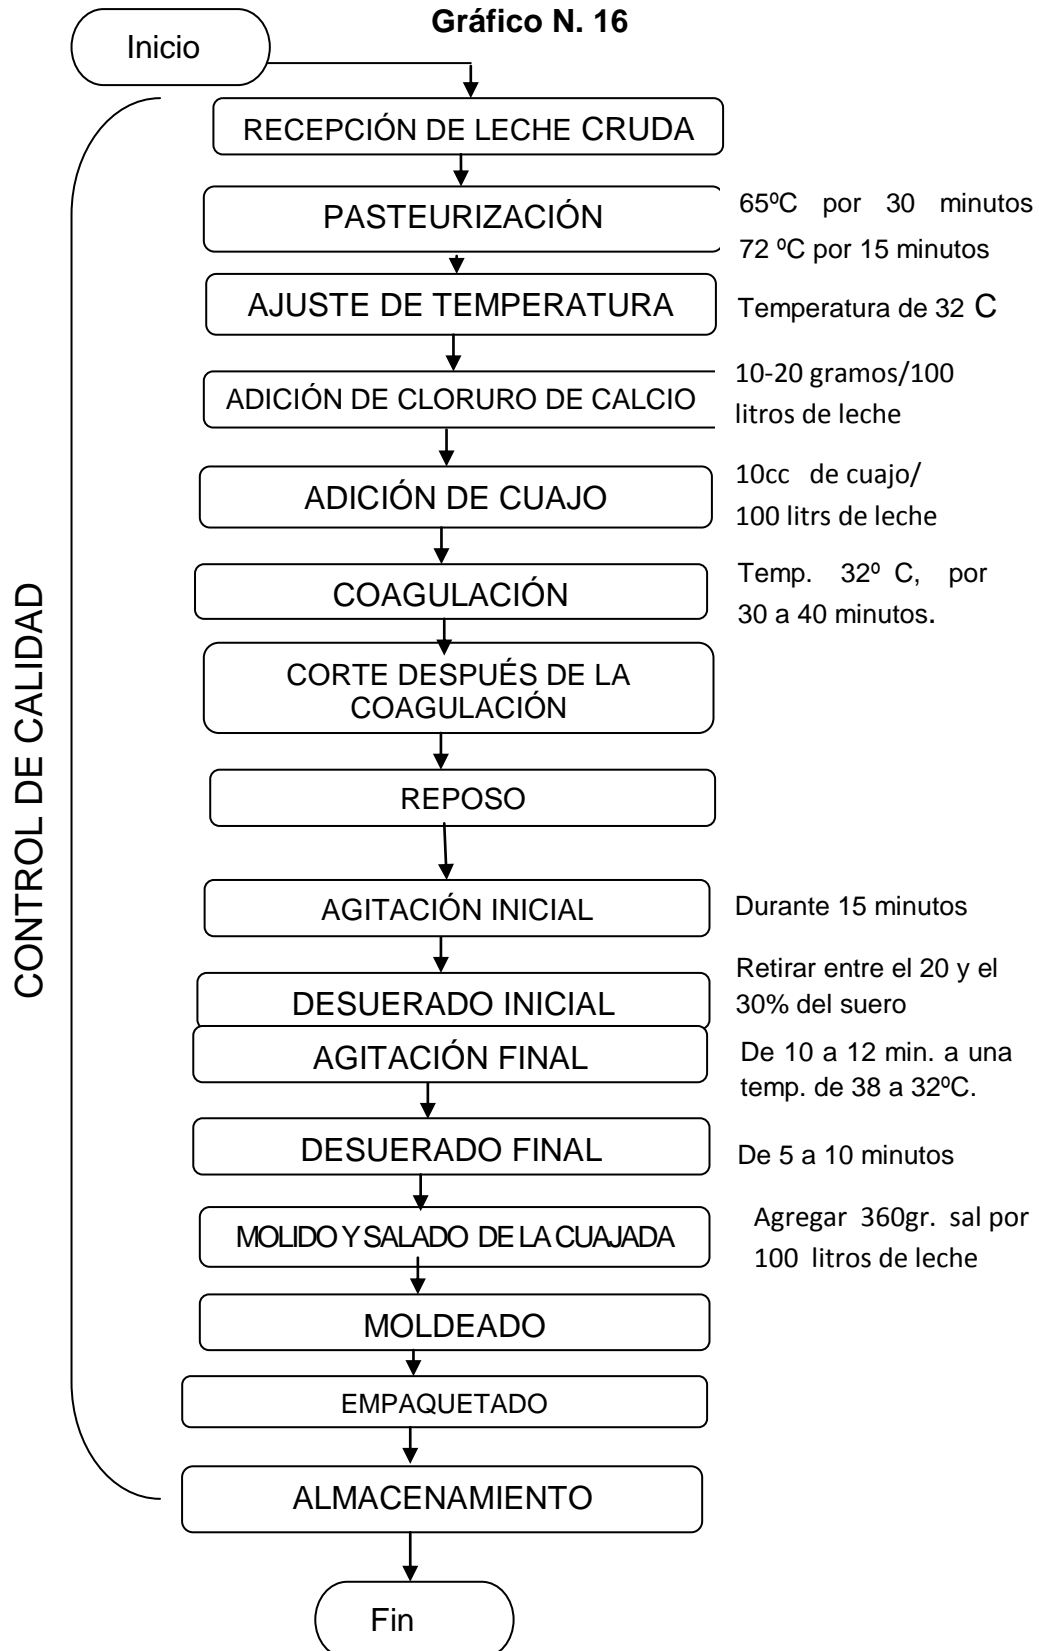 Gráfico N. 16
Inicio
RECEPCIÓN DE LECHE CRUDA
PASTEURIZACIÓN
65ºC por 30 minutos
72 ºC por 15 minutos
AJUSTE DE TEMPERATURA
Temperatura de 32 C
ADICIÓN DE CLORURO DE CALCIO
10-20 gramos/100
litros de leche
ADICIÓN DE CUAJO
10cc de cuajo/
100 litrs de leche
COAGULACIÓN
Temp. 32º C, por
30 a 40 minutos.
CORTE DESPUÉS DE LA
COAGULACIÓN
REPOSO
AGITACIÓN INICIAL
Durante 15 minutos
DESUERADO INICIAL
Retirar entre el 20 y el
30% del suero
AGITACIÓN FINAL
De 10 a 12 min. a una
temp. de 38 a 32ºC.
DESUERADO FINAL
De 5 a 10 minutos
MOLIDO Y SALADO DE LA CUAJADA
Agregar 360gr. sal por
100 litros de leche
MOLDEADO
EMPAQUETADO
ALMACENAMIENTO
Fin
CONTROL DE CALIDAD